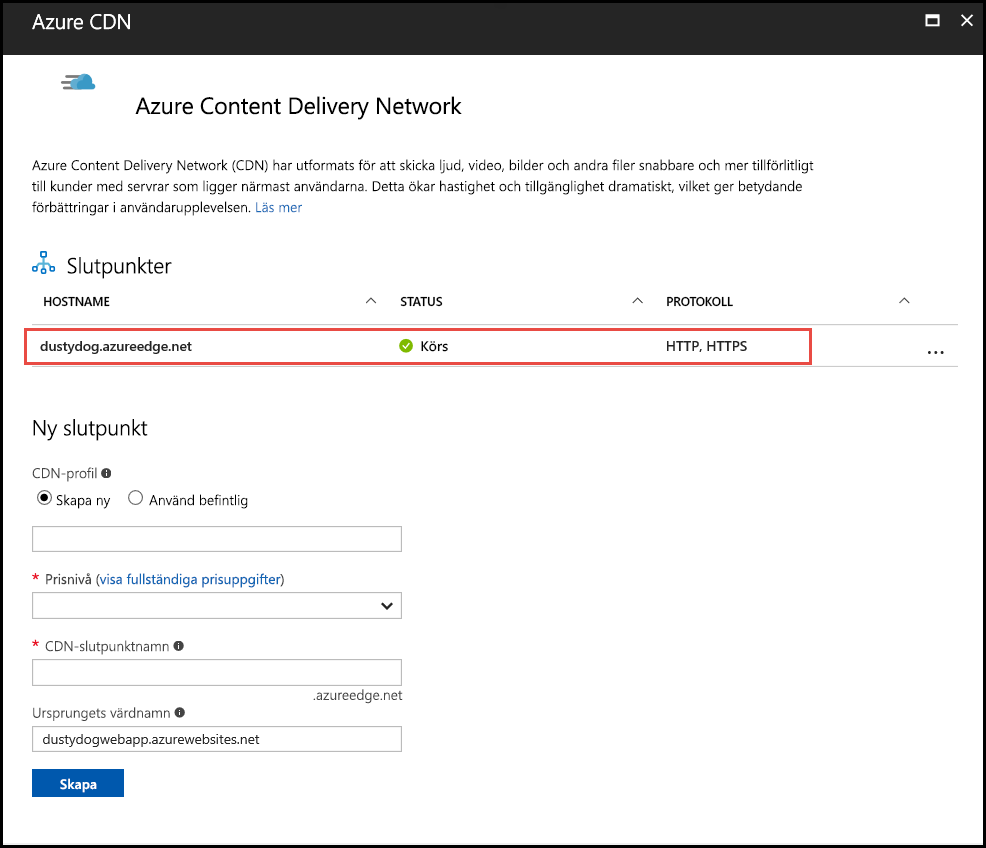 Azure CDN
Azure Content Delivery Network
Azure Content Delivery Network (CDN) har utformats för att skicka ljud, video, bilder och andra filer snabbare och mer tillförlitligt
till kunder med servrar som ligger närmast användarna. Detta ökar hastighet och tillgänglighet dramatiskt, vilket ger betydande
förbättringar i användarupplevelsen. Läs mer
Slutpunkter
HOSTNAME STATUS PROTOKOLL
dustydog.azureedge.net Körs HTTP, HTTPS ...
Ny slutpunkt
CDN-profil
Skapa ny Använd befintlig
* Prisnivå (visa fullständiga prisuppgifter)
* CDN-slutpunktnamn
.azureedge.net
Ursprungets värdnamn
dustydogwebapp.azurewebsites.net
Skapa